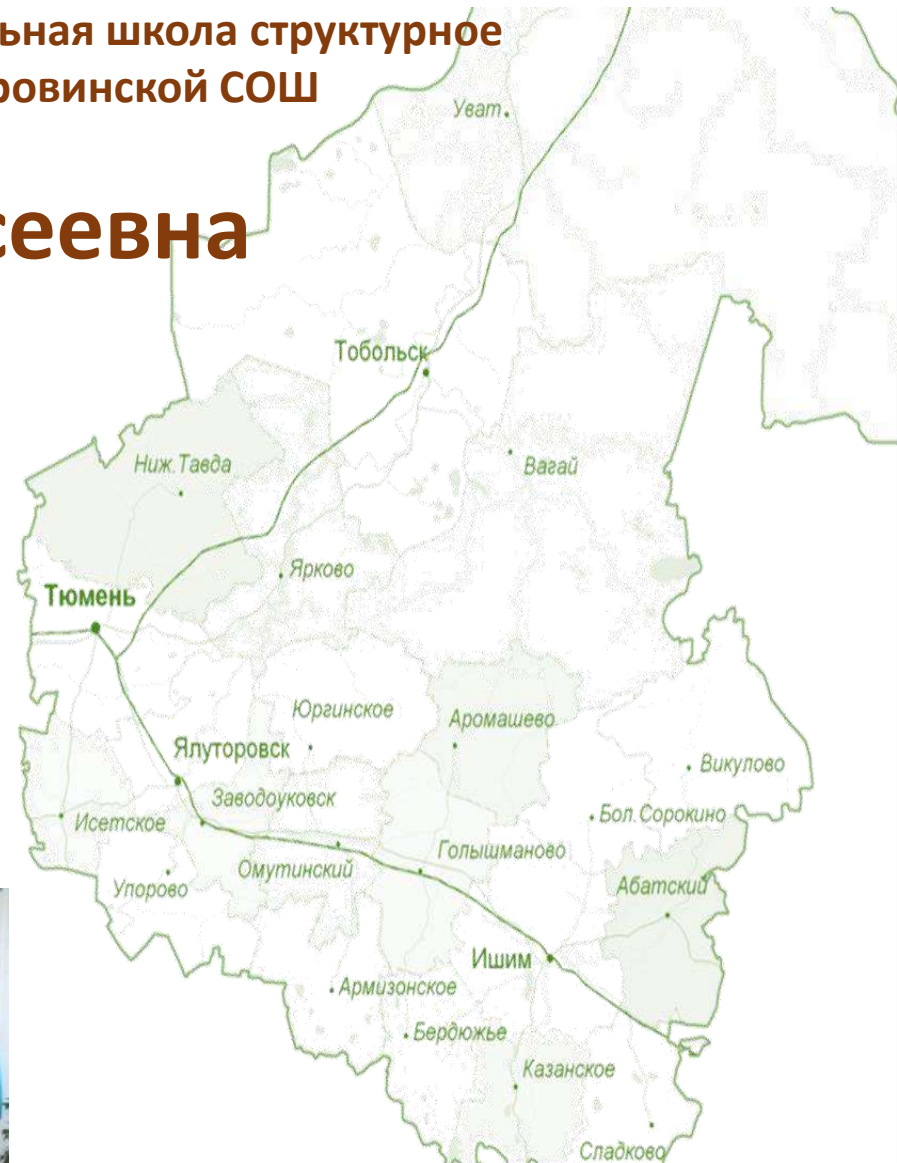 ьная школа структурное
ровинской СОШ
Уват
сеевна
Тобольск
Ниж.Тавда
Вагай
Ярково
Тюмень
Юргинское
Аромашево
Ялуторовск
Викулово
Заводоуковск
Бол.Сорокино
Исетское
Голышманово
Омутинский
Упорово
Абатский
Ишим
Армизонское
Бердюжье
Казанское
Сладково